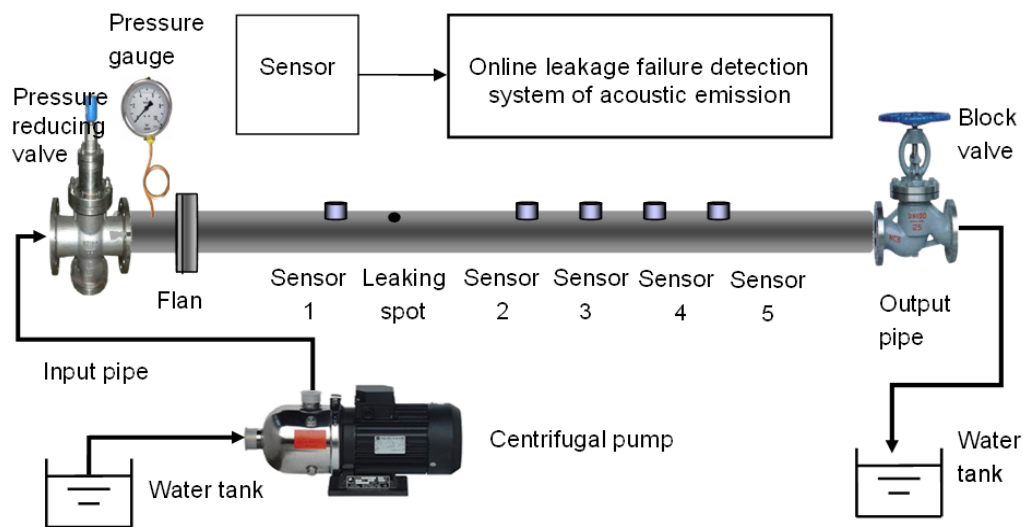 Pressure
gauge
Pressure
reducing
valve
Sensor
Online leakage failure detection
system of acoustic emission
Block
valve
Flan
Sensor
1
Leaking
spot
Sensor
2
Sensor
3
Sensor
4
Sensor
5
Output
pipe
Input pipe
Centrifugal pump
Water tank
Water
tank